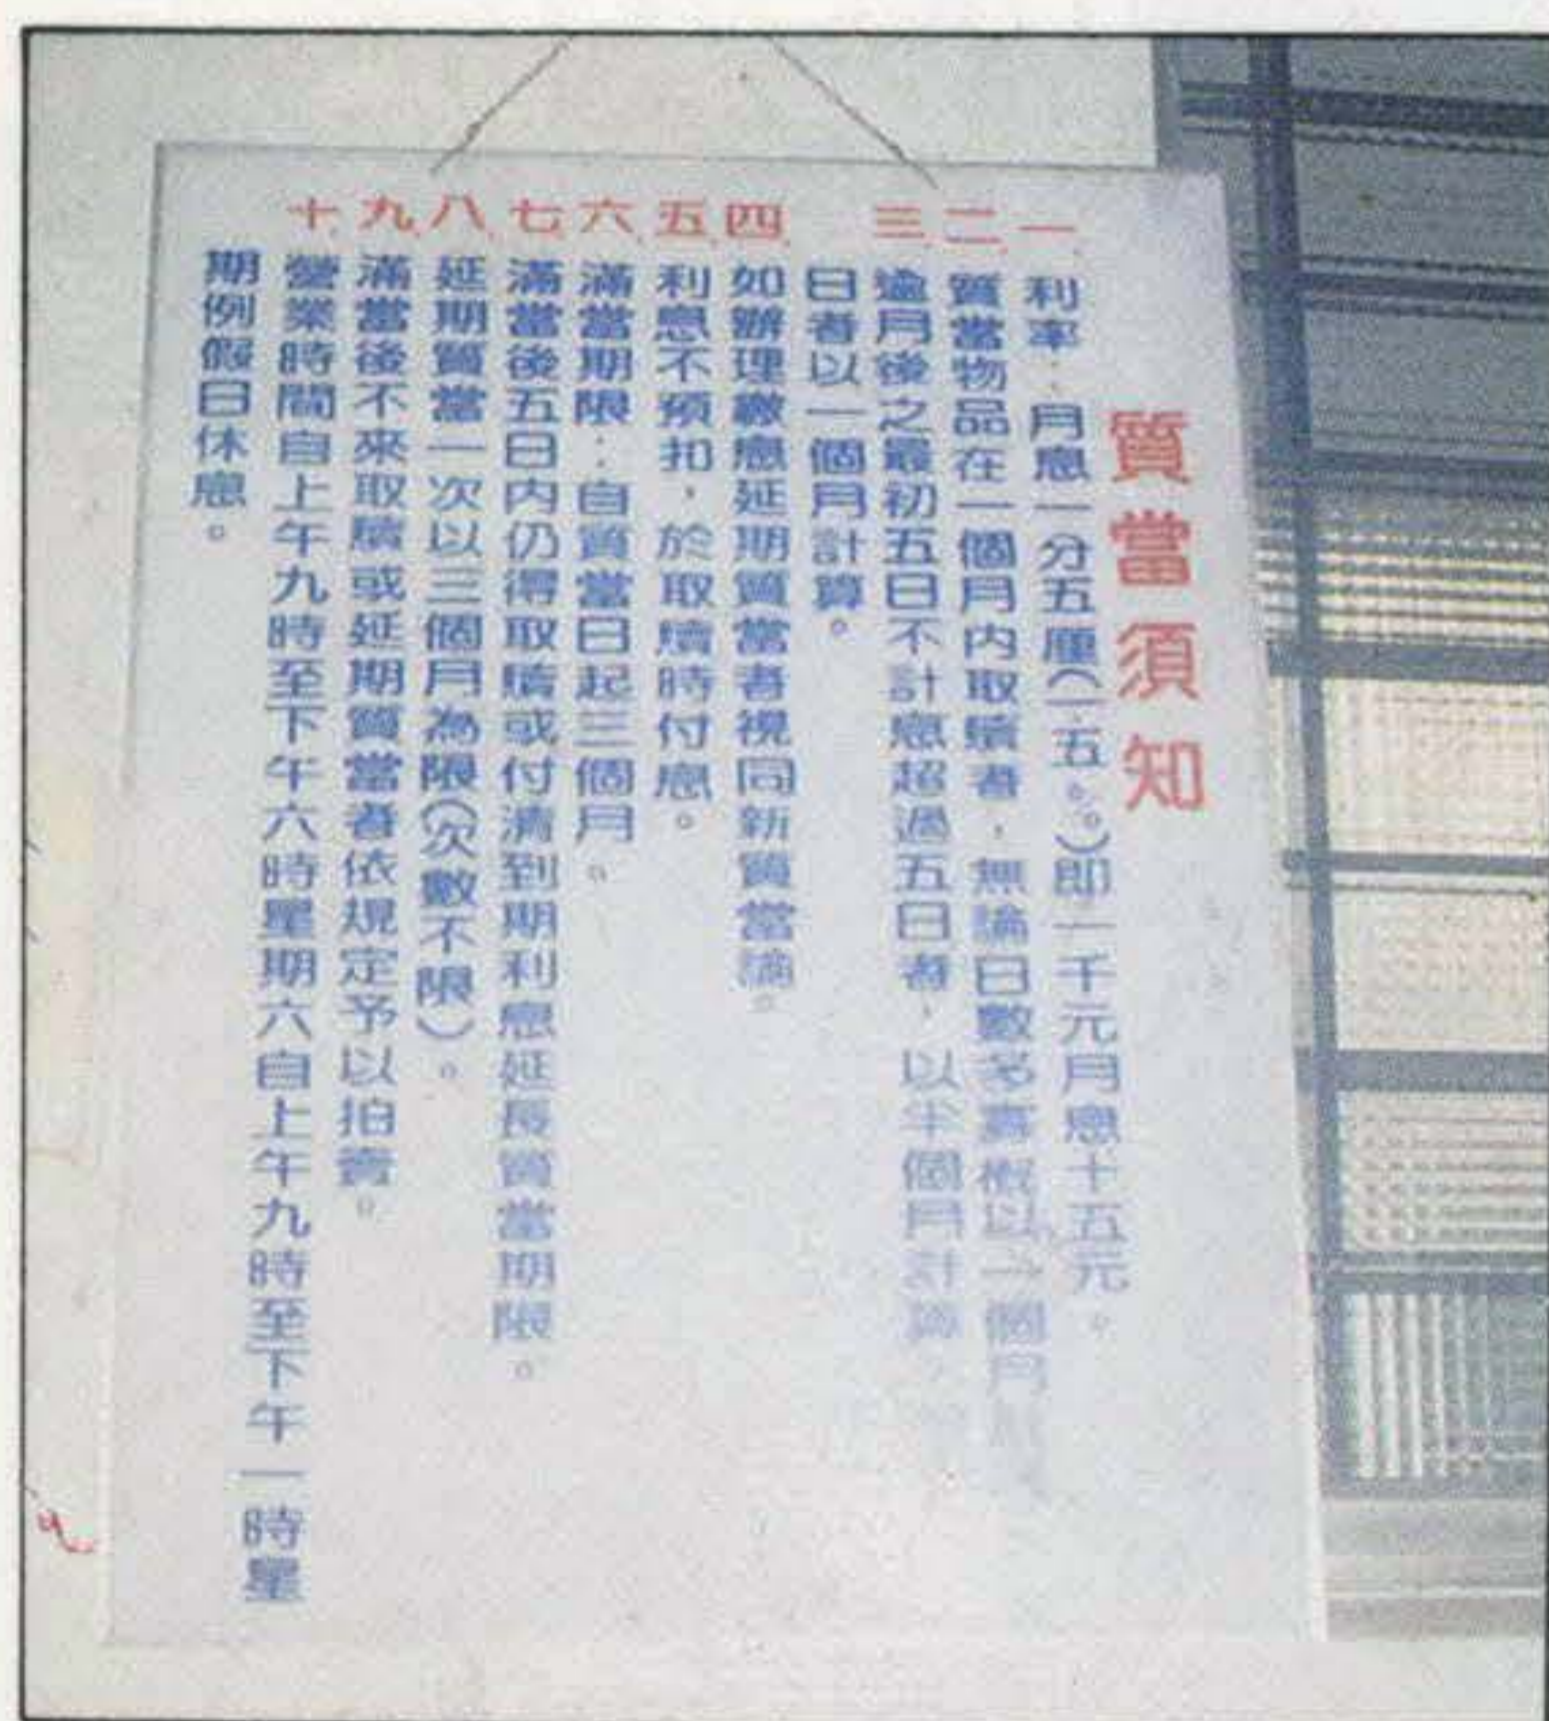 質當須知
一、利率：月息一分五厘（一.五%）即一千元月息十五元。
二、質當物品在一個月內取贖者，無論日數多寡概以一個月
三、逾月後之最初五日不計息超過五日者，以半個月計算，
日者以一個月計算。
四、如辦理繳息延期質當者視同新質當論。
五、利息不預扣，於取贖時付息。
六、滿當期限：自質當日起三個月。
七、滿當後五日內仍得取贖或付清到期利息延長質當期限。
八、延期質當一次以三個月為限（次數不限）。
九、滿當後不來取贖或延期質當者依規定予以拍賣。
十、營業時間自上午九時至下午六時星期六自上午九時至下午一時星
期例假日休息。